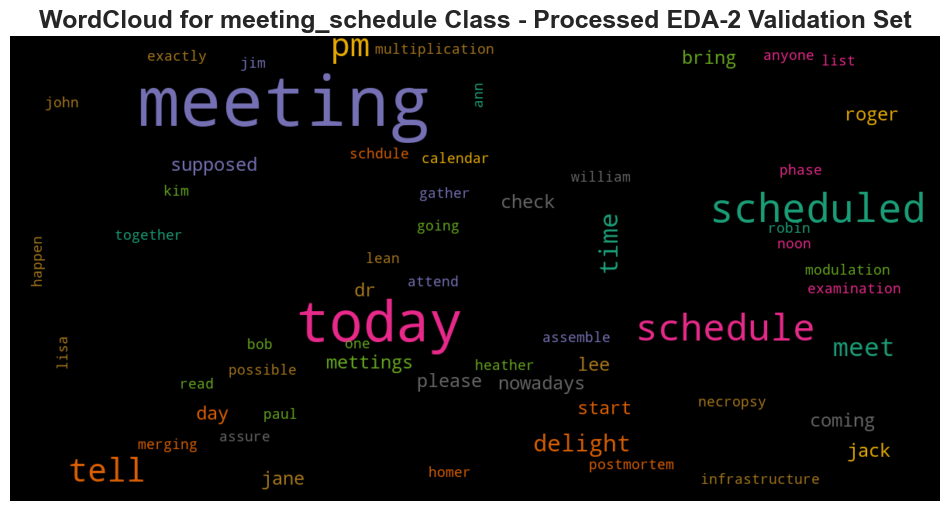 WordCloud for meeting_schedule Class - Processed EDA-2 Validation Set
pm
multiplication
exactly
jim
bring
anyone
list
meeting
john
ann
roger
schdule
calendar
supposed
phase
william
kim
gather
check
scheduled
robin
going
time
together
noon
happen
lean
modulation
attend
dr
examination
today
schedule
assemble
meet
bob
one
lisa
mettings
heather
lee
possible
please
nowadays
read
necropsy
day
paul
start
coming
assure
merging
delight
jack
tell
homer
postmortem
jane
infrastructure